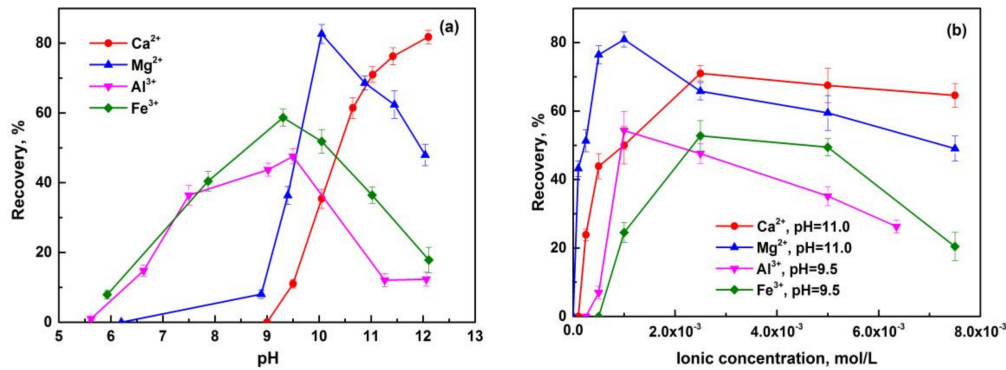 (a)
Ca²⁺
Mg²⁺
Al³⁺
Fe³⁺
Recovery, %
80
60
40
20
0
5 6 7 8 9 10 11 12 13
pH
(b)
Recovery, %
80
60
40
20
0
Ca²⁺, pH=11.0
Mg²⁺, pH=11.0
Al³⁺, pH=9.5
Fe³⁺, pH=9.5
0.0 2.0x10⁻³ 4.0x10⁻³ 6.0x10⁻³ 8.0x10⁻³
Ionic concentration, mol/L